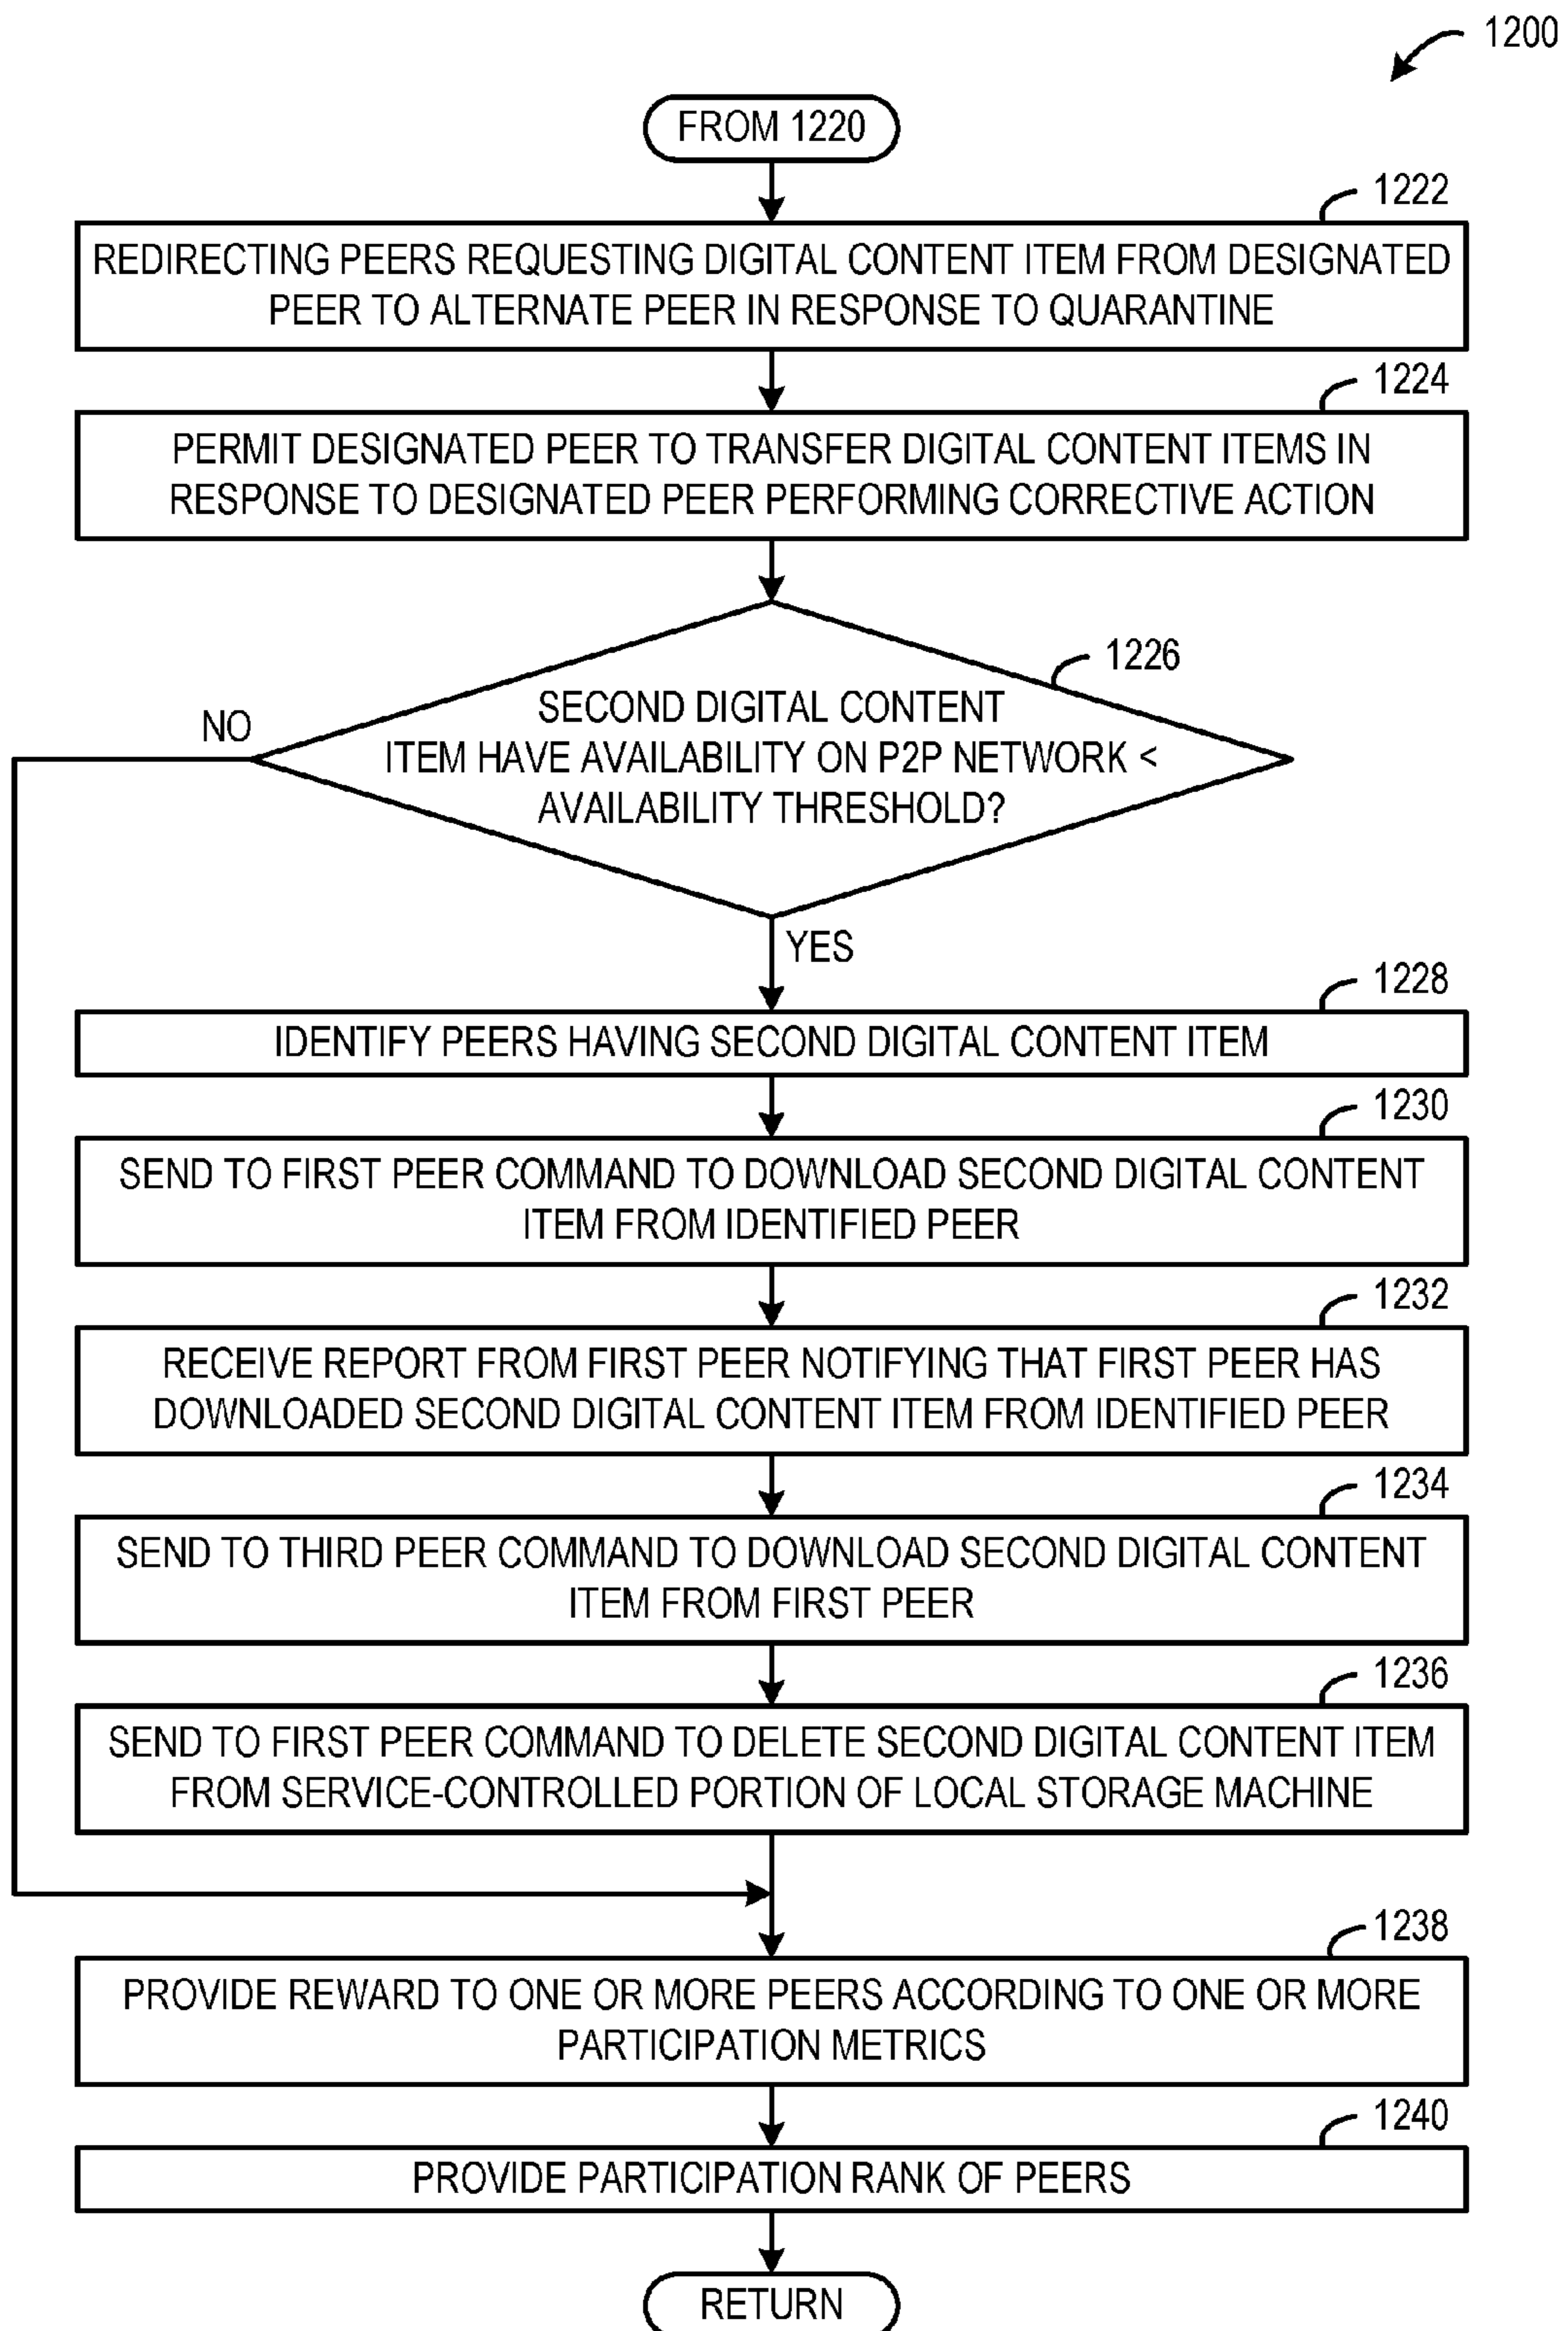 1200
FROM 1220
1222
REDIRECTING PEERS REQUESTING DIGITAL CONTENT ITEM FROM DESIGNATED
PEER TO ALTERNATE PEER IN RESPONSE TO QUARANTINE
1224
PERMIT DESIGNATED PEER TO TRANSFER DIGITAL CONTENT ITEMS IN
RESPONSE TO DESIGNATED PEER PERFORMING CORRECTIVE ACTION
1226
SECOND DIGITAL CONTENT
ITEM HAVE AVAILABILITY ON P2P NETWORK <
AVAILABILITY THRESHOLD?
NO
YES
1228
IDENTIFY PEERS HAVING SECOND DIGITAL CONTENT ITEM
1230
SEND TO FIRST PEER COMMAND TO DOWNLOAD SECOND DIGITAL CONTENT
ITEM FROM IDENTIFIED PEER
1232
RECEIVE REPORT FROM FIRST PEER NOTIFYING THAT FIRST PEER HAS
DOWNLOADED SECOND DIGITAL CONTENT ITEM FROM IDENTIFIED PEER
1234
SEND TO THIRD PEER COMMAND TO DOWNLOAD SECOND DIGITAL CONTENT
ITEM FROM FIRST PEER
1236
SEND TO FIRST PEER COMMAND TO DELETE SECOND DIGITAL CONTENT ITEM
FROM SERVICE-CONTROLLED PORTION OF LOCAL STORAGE MACHINE
1238
PROVIDE REWARD TO ONE OR MORE PEERS ACCORDING TO ONE OR MORE
PARTICIPATION METRICS
1240
PROVIDE PARTICIPATION RANK OF PEERS
RETURN